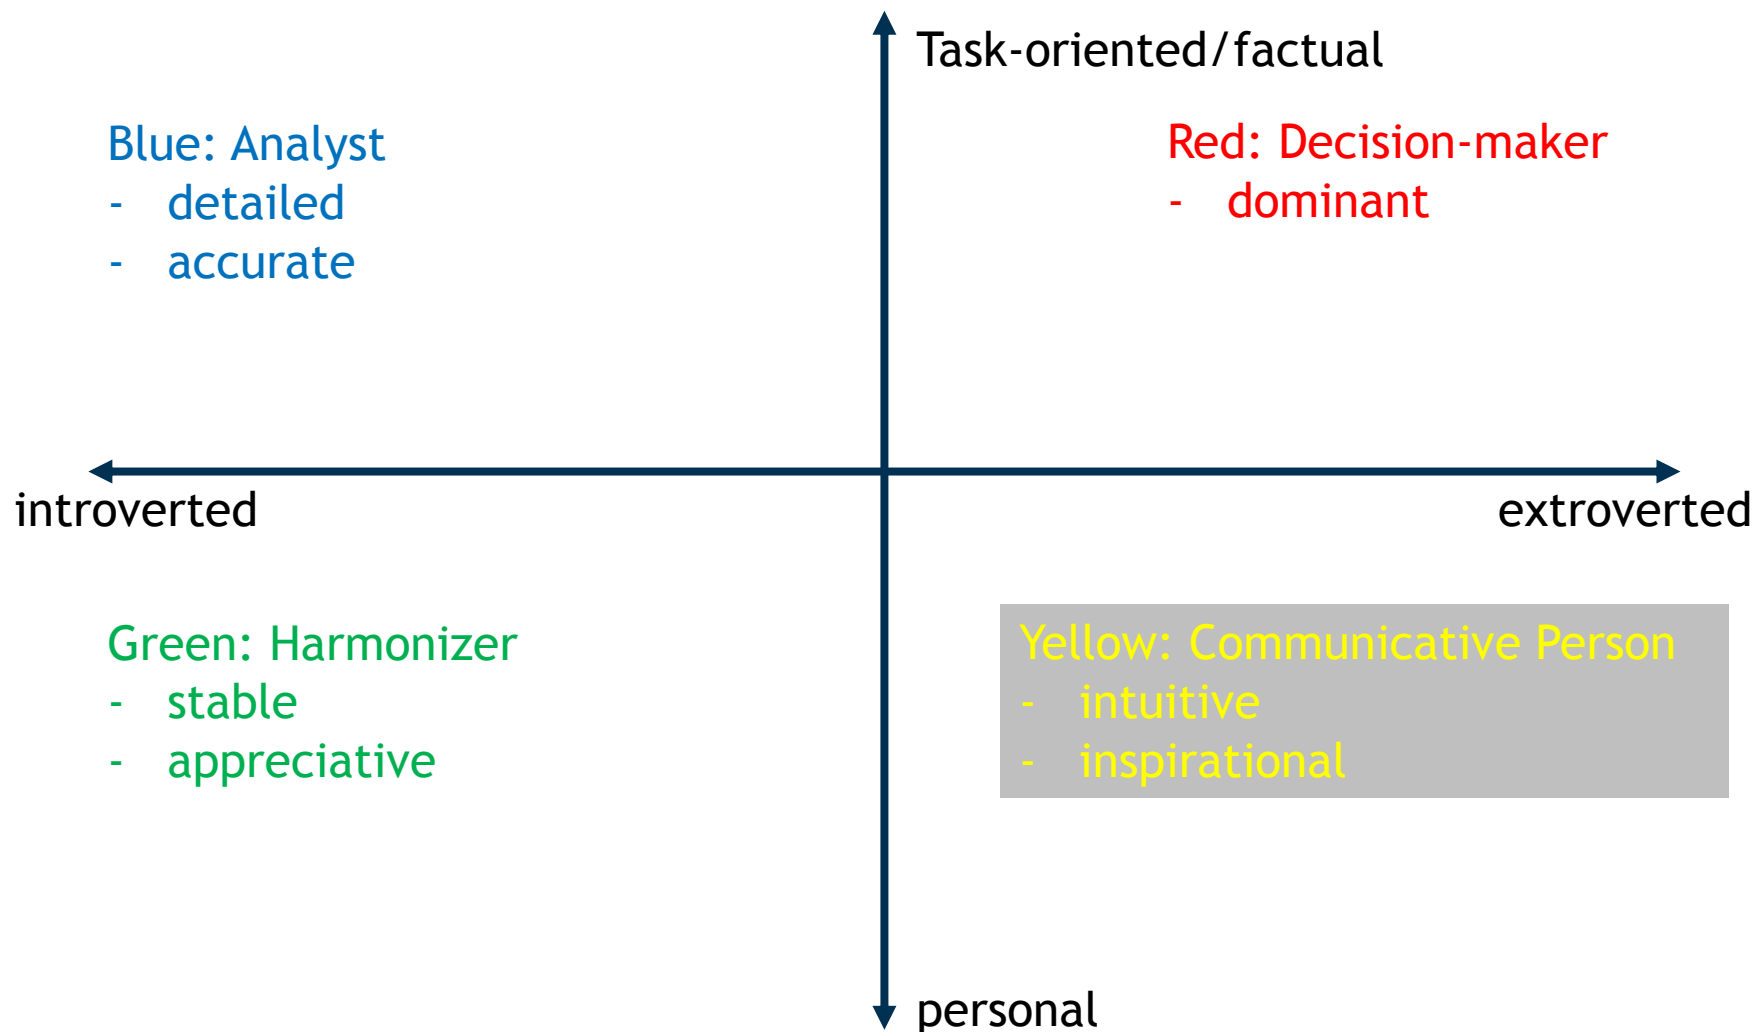 Task-oriented/factual
Blue: Analyst
- detailed
- accurate
Red: Decision-maker
- dominant
introverted
extroverted
Green: Harmonizer
- stable
- appreciative
Yellow: Communicative Person
- intuitive
- inspirational
personal